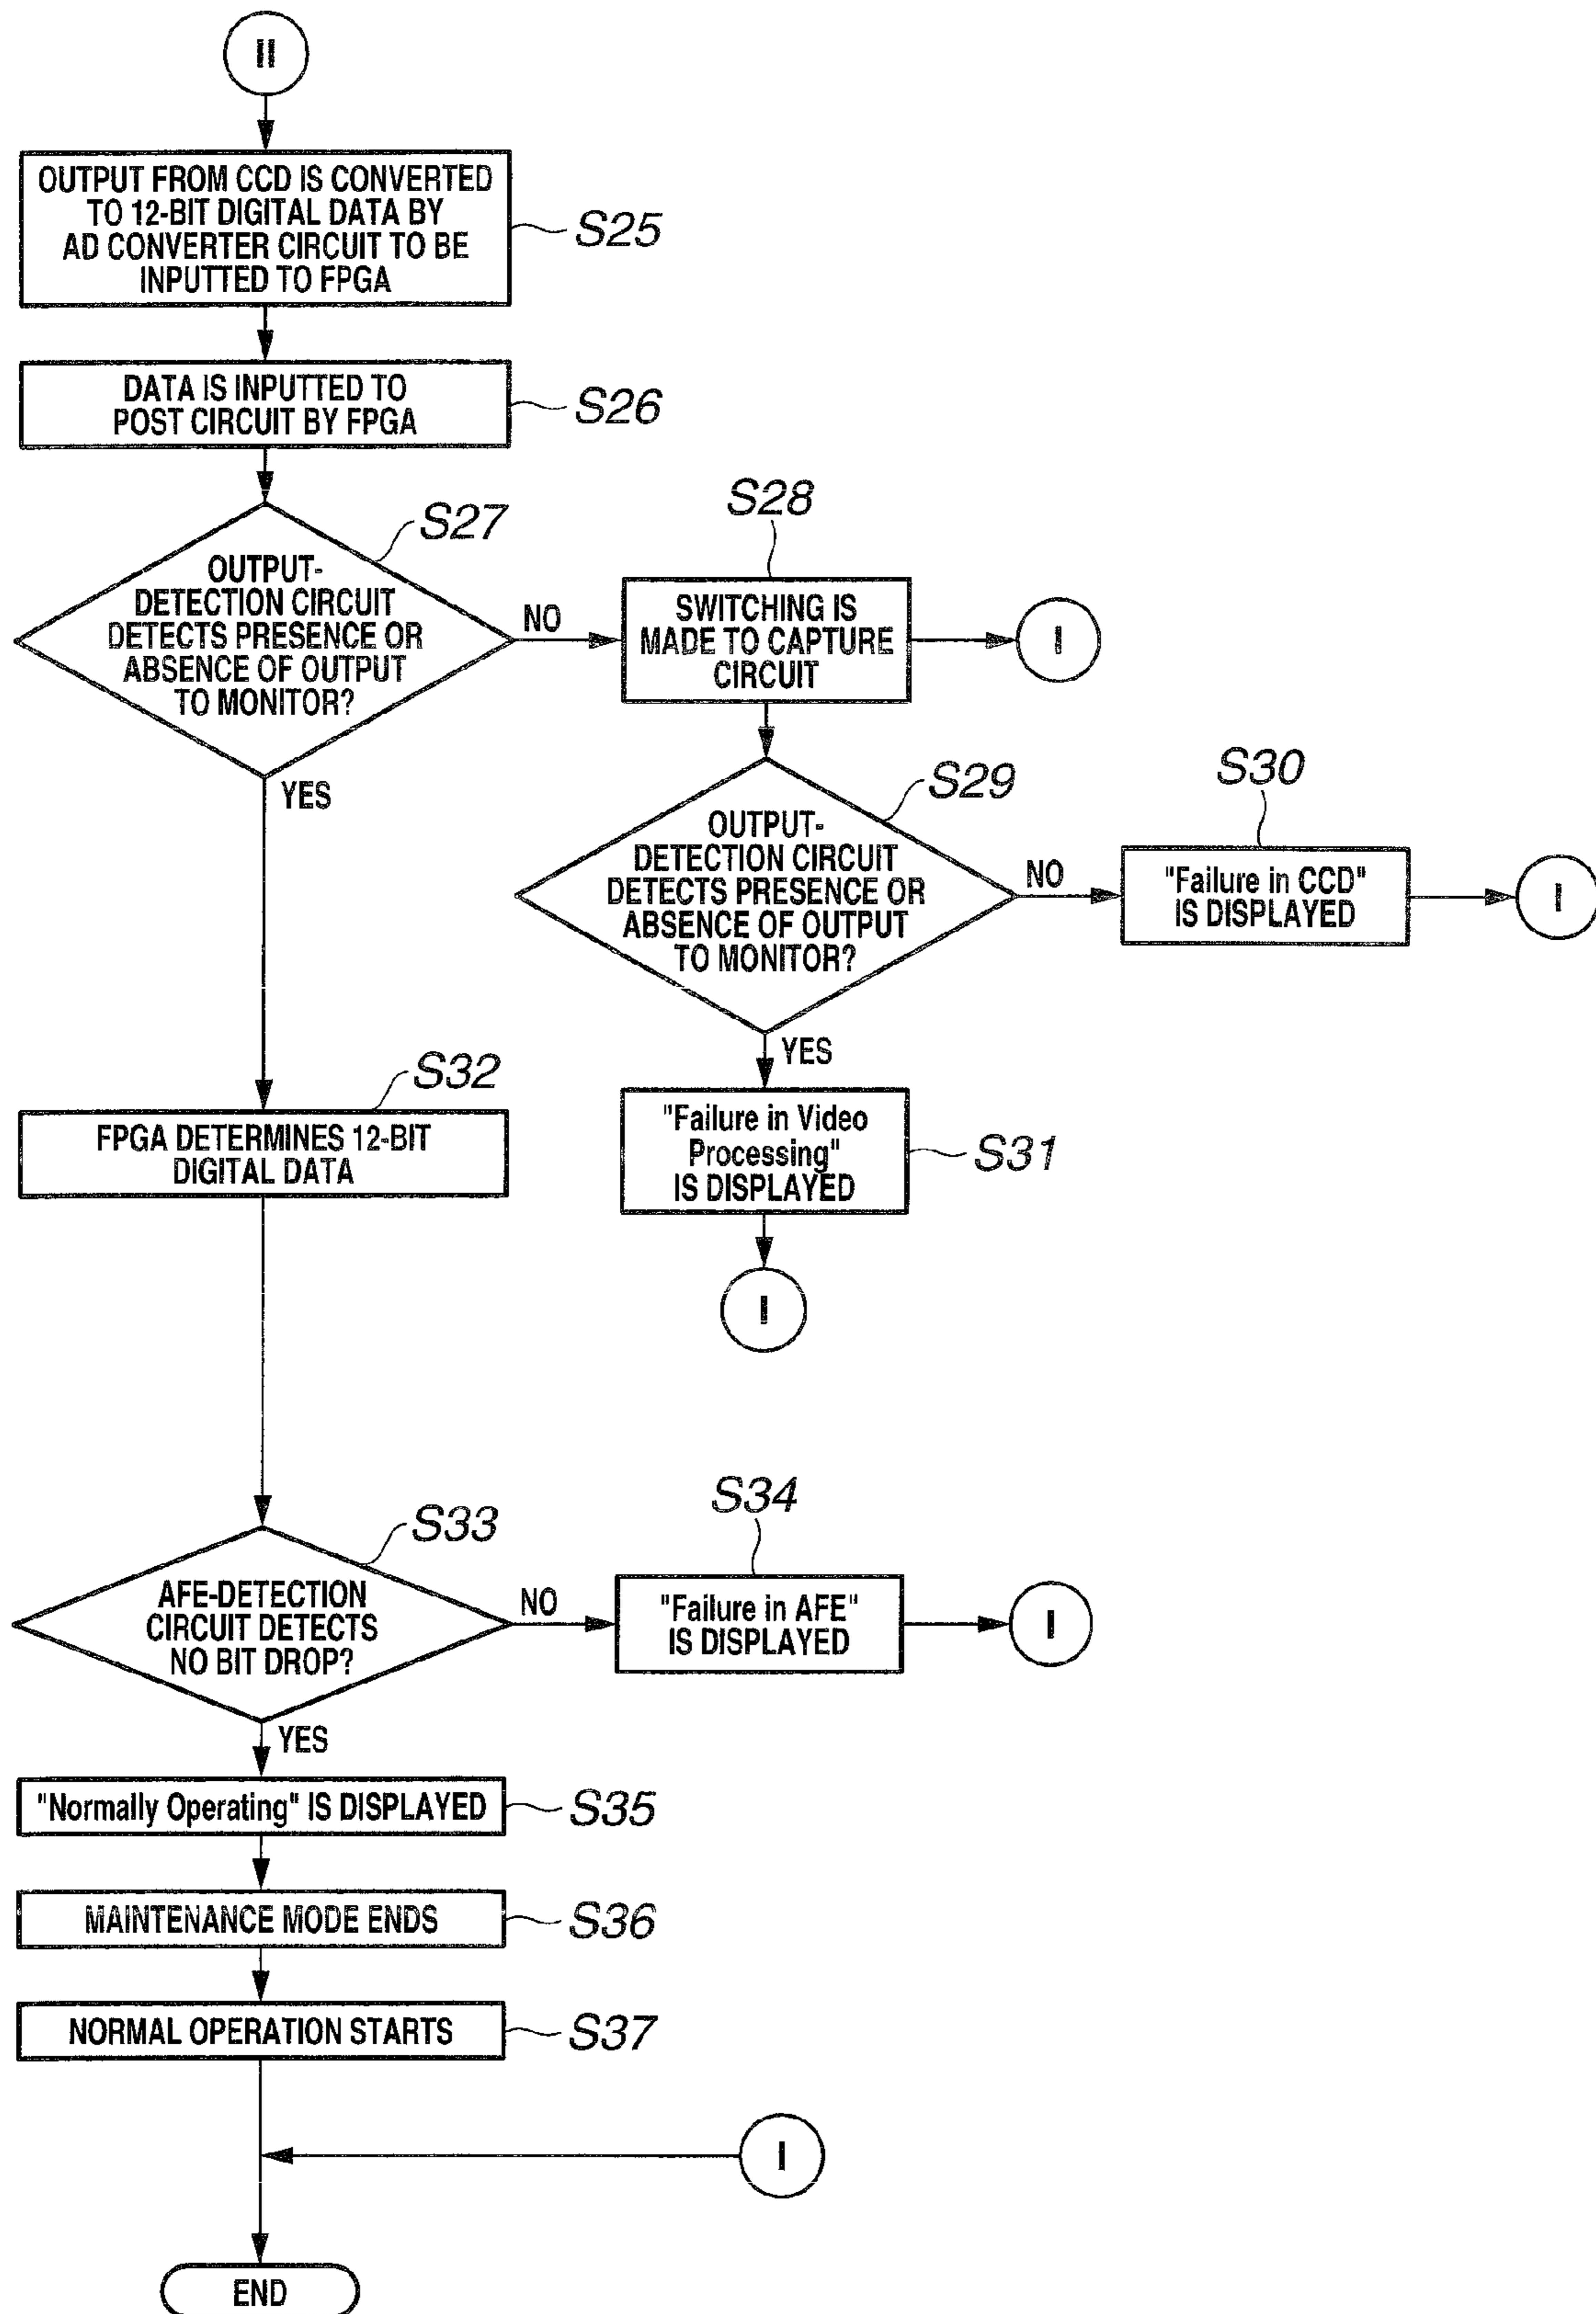 II
OUTPUT FROM CCD IS CONVERTED
TO 12-BIT DIGITAL DATA BY
AD CONVERTER CIRCUIT TO BE
INPUTTED TO FPGA
S25
DATA IS INPUTTED TO
POST CIRCUIT BY FPGA
S26
S27
OUTPUT-
DETECTION CIRCUIT
DETECTS PRESENCE OR
ABSENCE OF OUTPUT
TO MONITOR?
NO
YES
S28
SWITCHING IS
MADE TO CAPTURE
CIRCUIT
I
S29
OUTPUT-
DETECTION CIRCUIT
DETECTS PRESENCE OR
ABSENCE OF OUTPUT
TO MONITOR?
NO
YES
S30
"Failure in CCD"
IS DISPLAYED
I
"Failure in Video
Processing"
IS DISPLAYED
S31
I
S32
FPGA DETERMINES 12-BIT
DIGITAL DATA
S33
AFE-DETECTION
CIRCUIT DETECTS
NO BIT DROP?
NO
YES
S34
"Failure in AFE"
IS DISPLAYED
I
"Normally Operating" IS DISPLAYED
S35
MAINTENANCE MODE ENDS
S36
NORMAL OPERATION STARTS
S37
I
END